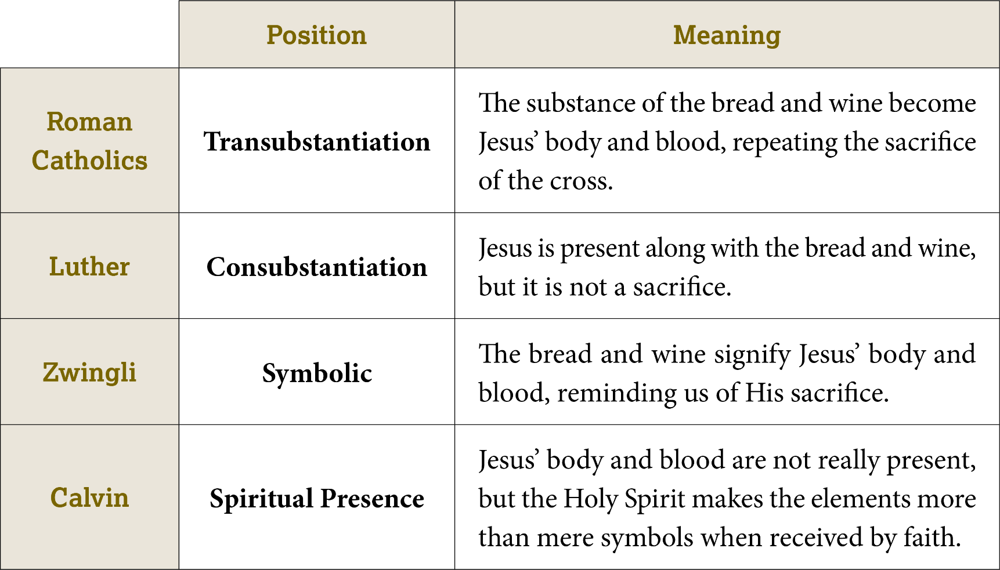 Position Meaning
Roman
Catholics
Transubstantiation
The substance of the bread and wine become
Jesus’ body and blood, repeating the sacrifice
of the cross.
Luther
Consubstantiation
Jesus is present along with the bread and wine,
but it is not a sacrifice.
Zwingli
Symbolic
The bread and wine signify Jesus’ body and
blood, reminding us of His sacrifice.
Calvin
Spiritual Presence
Jesus’ body and blood are not really present,
but the Holy Spirit makes the elements more
than mere symbols when received by faith.